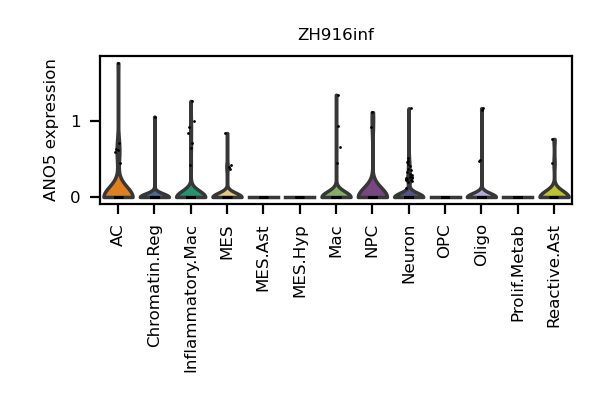 ZH916inf
ANO5 expression
1
0
AC
Chromatin.Reg
Inflammatory.Mac
MES
MES.Ast
MES.Hyp
Mac
NPC
Neuron
OPC
Oligo
Prolif.Metab
Reactive.Ast